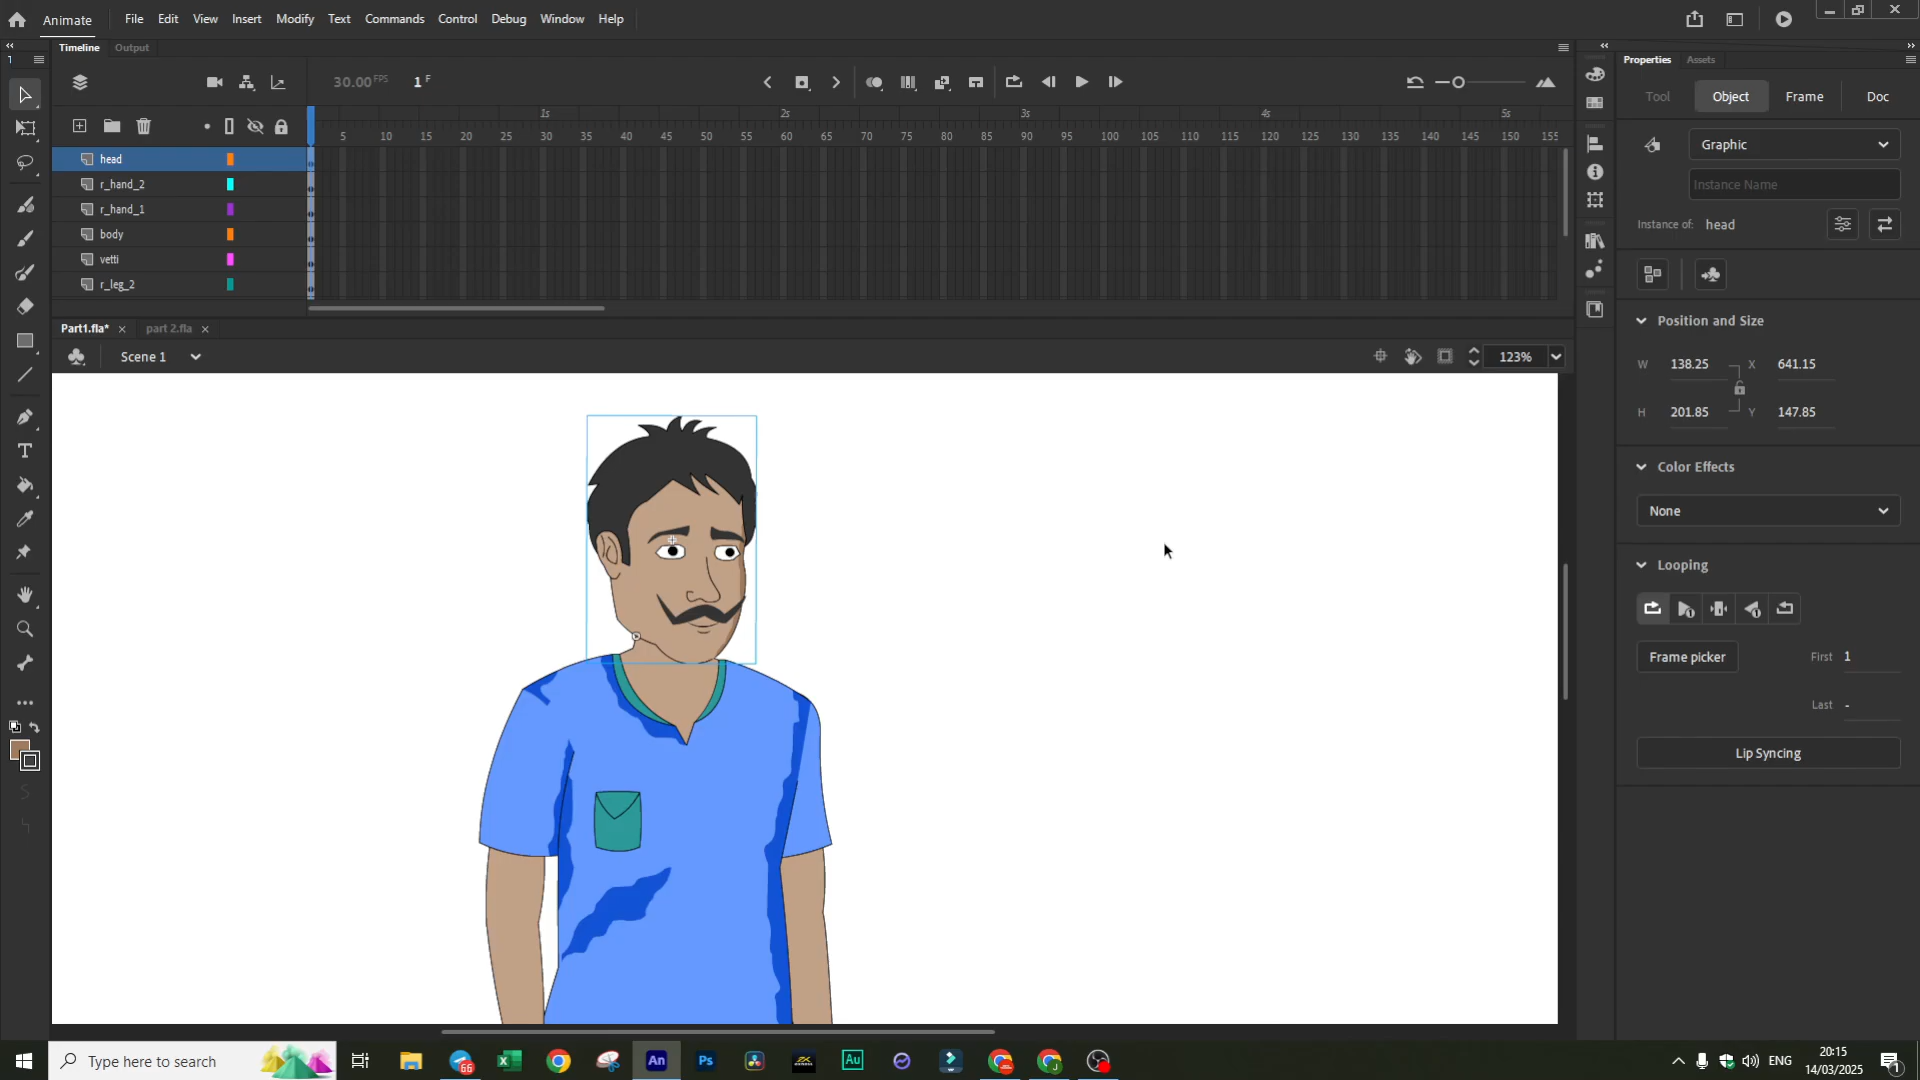 Animate File Edit View Insert Modify Text Commands Control Debug Window Help
Timeline Output
30.00 FPS 1 F
1s 2s 3s 4s 5s
5 10 15 20 25 30 35 40 45 50 55 60 65 70 75 80 85 90 95 100 105 110 115 120 125 130 135 140 145 150 155
head
r_hand_2
r_hand_1
body
vetti
r_leg_2
Part1.fla* part 2.fla
Scene 1 123%
Properties Assets
Tool Object Frame Doc
Graphic
Instance Name
Instance of: head
Position and Size
W 138.25 X 641.15
H 201.85 Y 147.85
Color Effects
None
Looping
Frame picker First 1
Last -
Lip Syncing
Type here to search
66
An Ps Au
ENG
20:15
14/03/2025
1